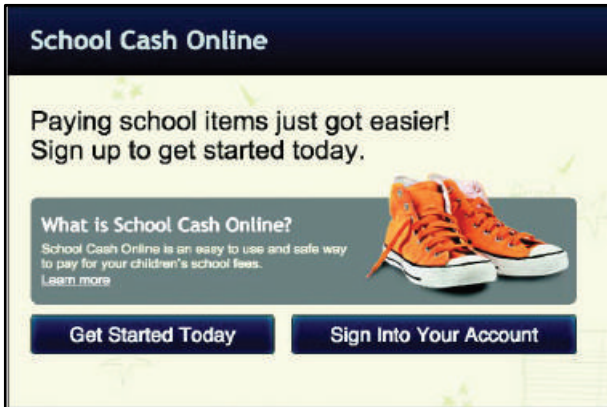 School Cash Online
Paying school items just got easier!
Sign up to get started today.
What is School Cash Online?
School Cash Online is an easy to use and safe way
to pay for your children's school fees.
Learn more
Get Started Today
Sign Into Your Account